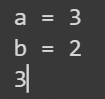 a = 3
b = 2
3